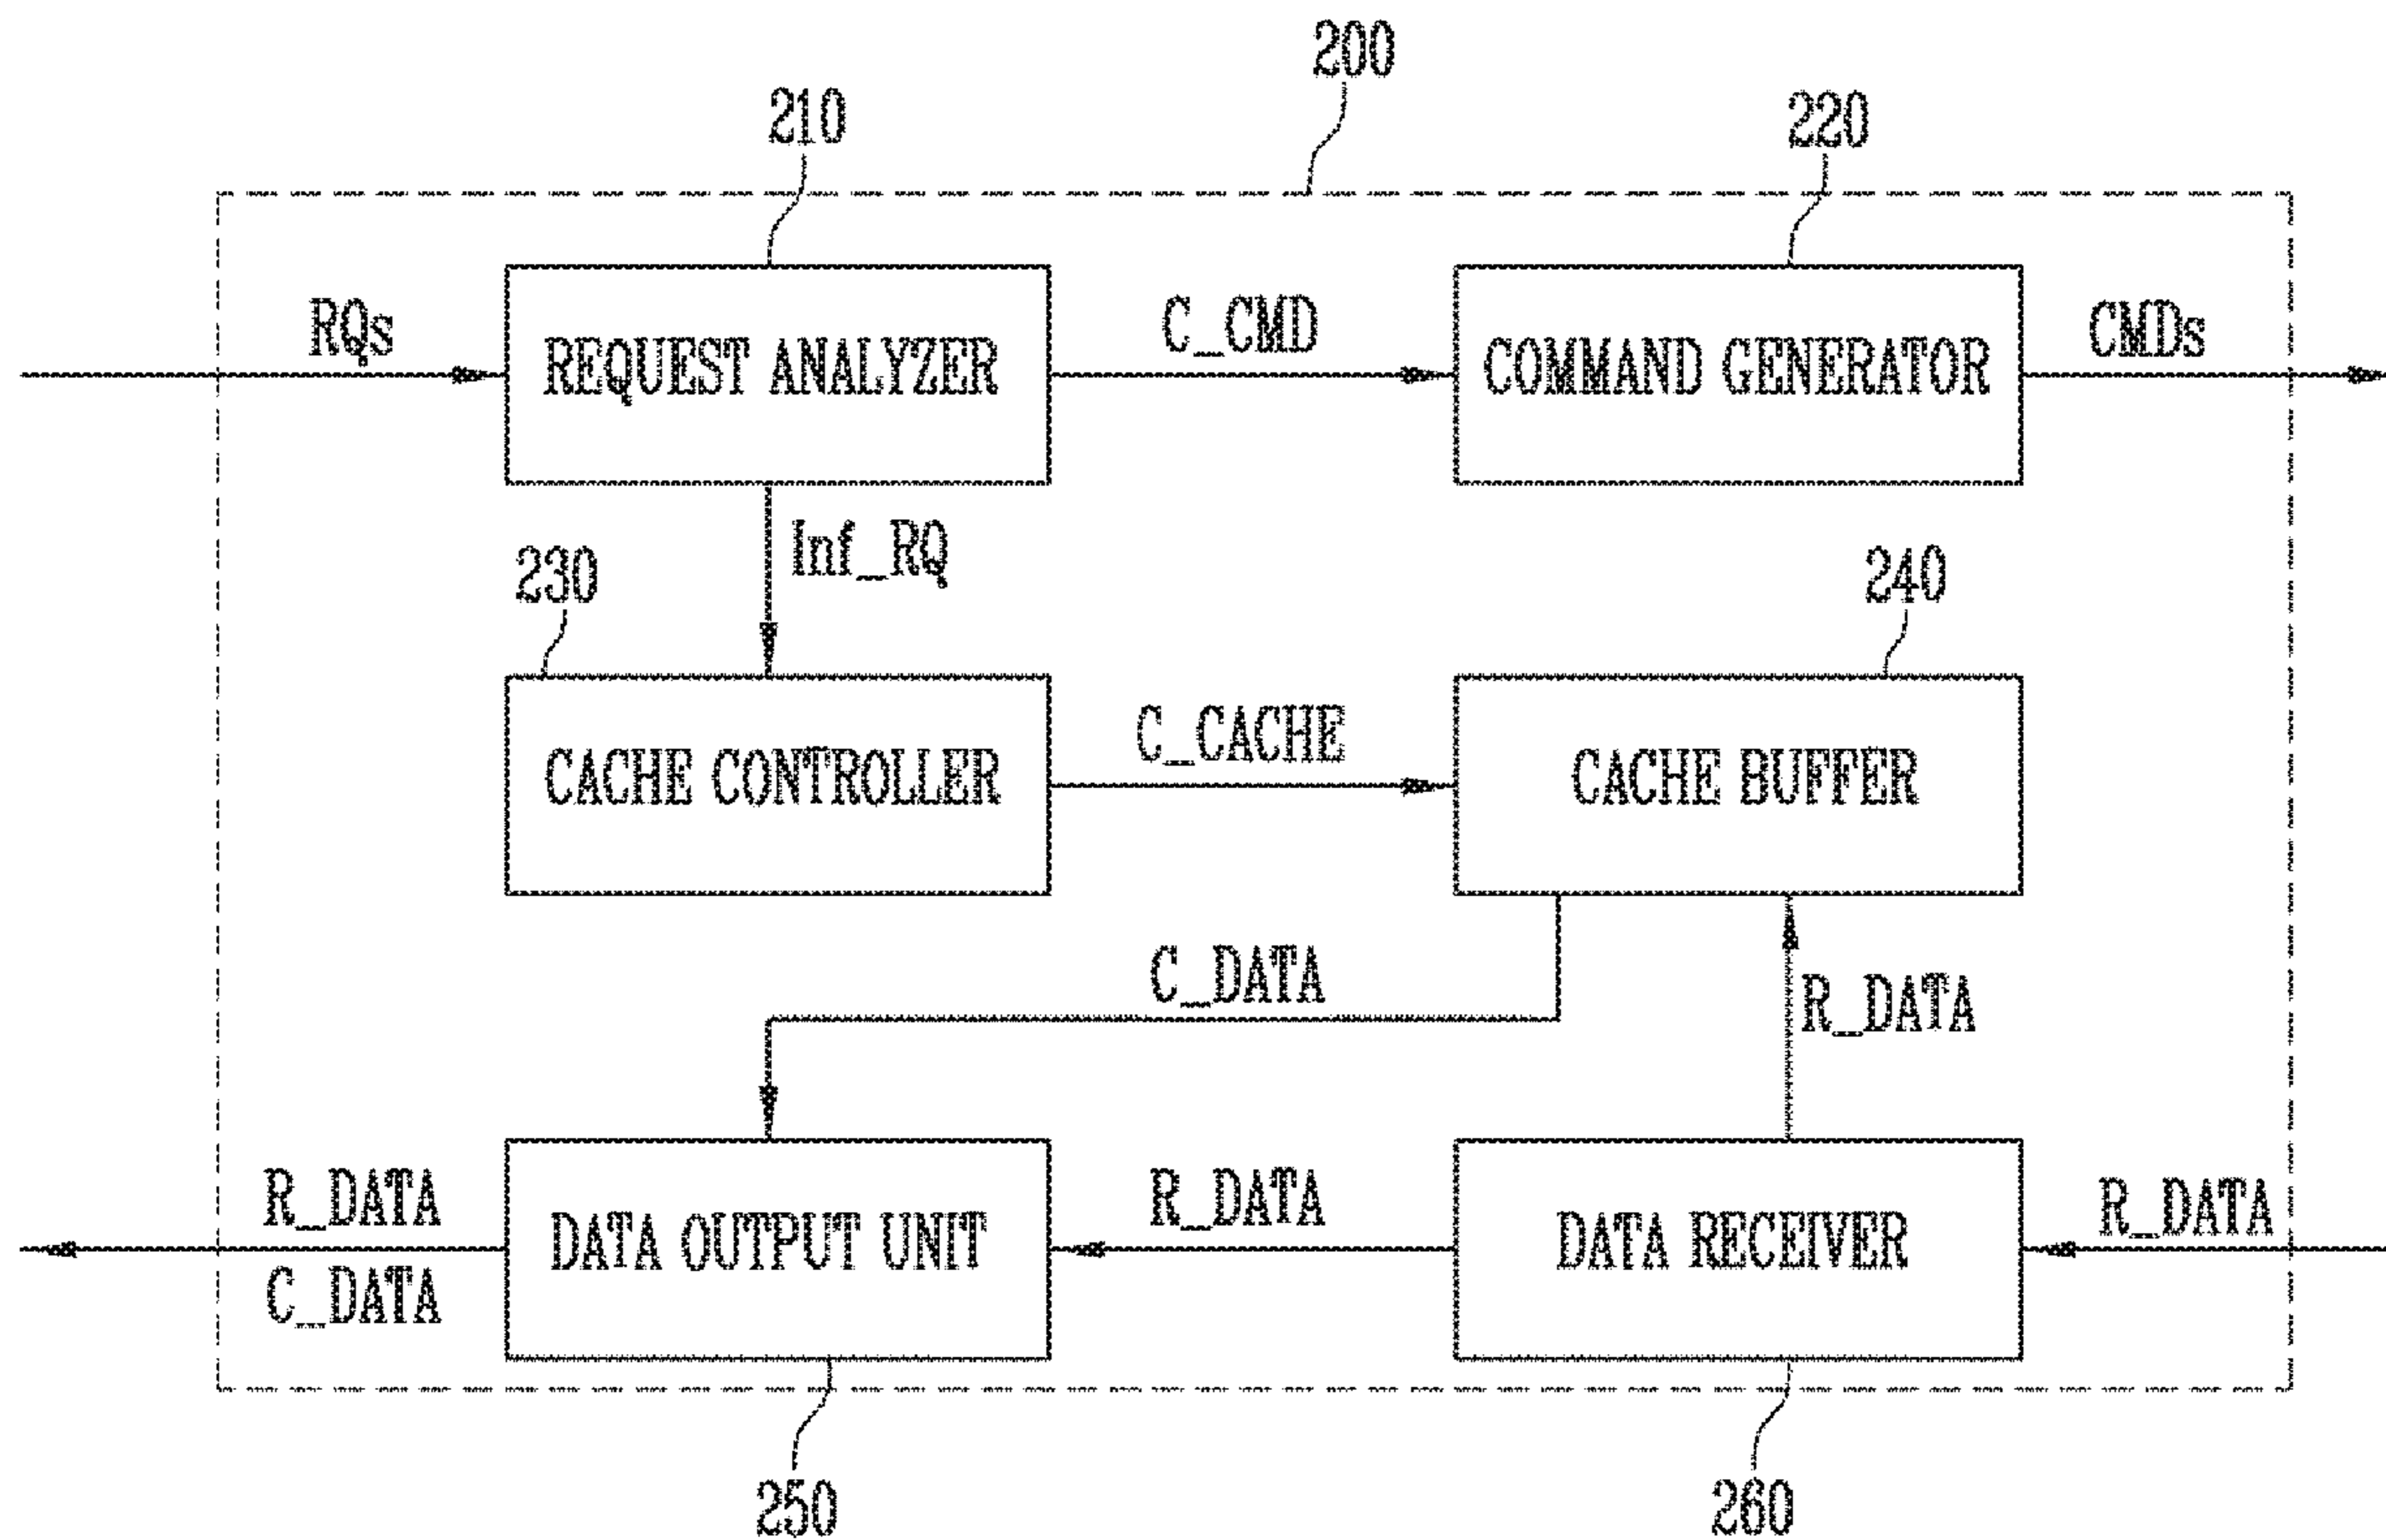 200
210
220
RQs
REQUEST ANALYZER
C_CMD
COMMAND GENERATOR
CMDs
Inf_RQ
230
240
CACHE CONTROLLER
C_CACHE
CACHE BUFFER
C_DATA
R_DATA
R_DATA
C_DATA
DATA OUTPUT UNIT
R_DATA
DATA RECEIVER
R_DATA
250
260